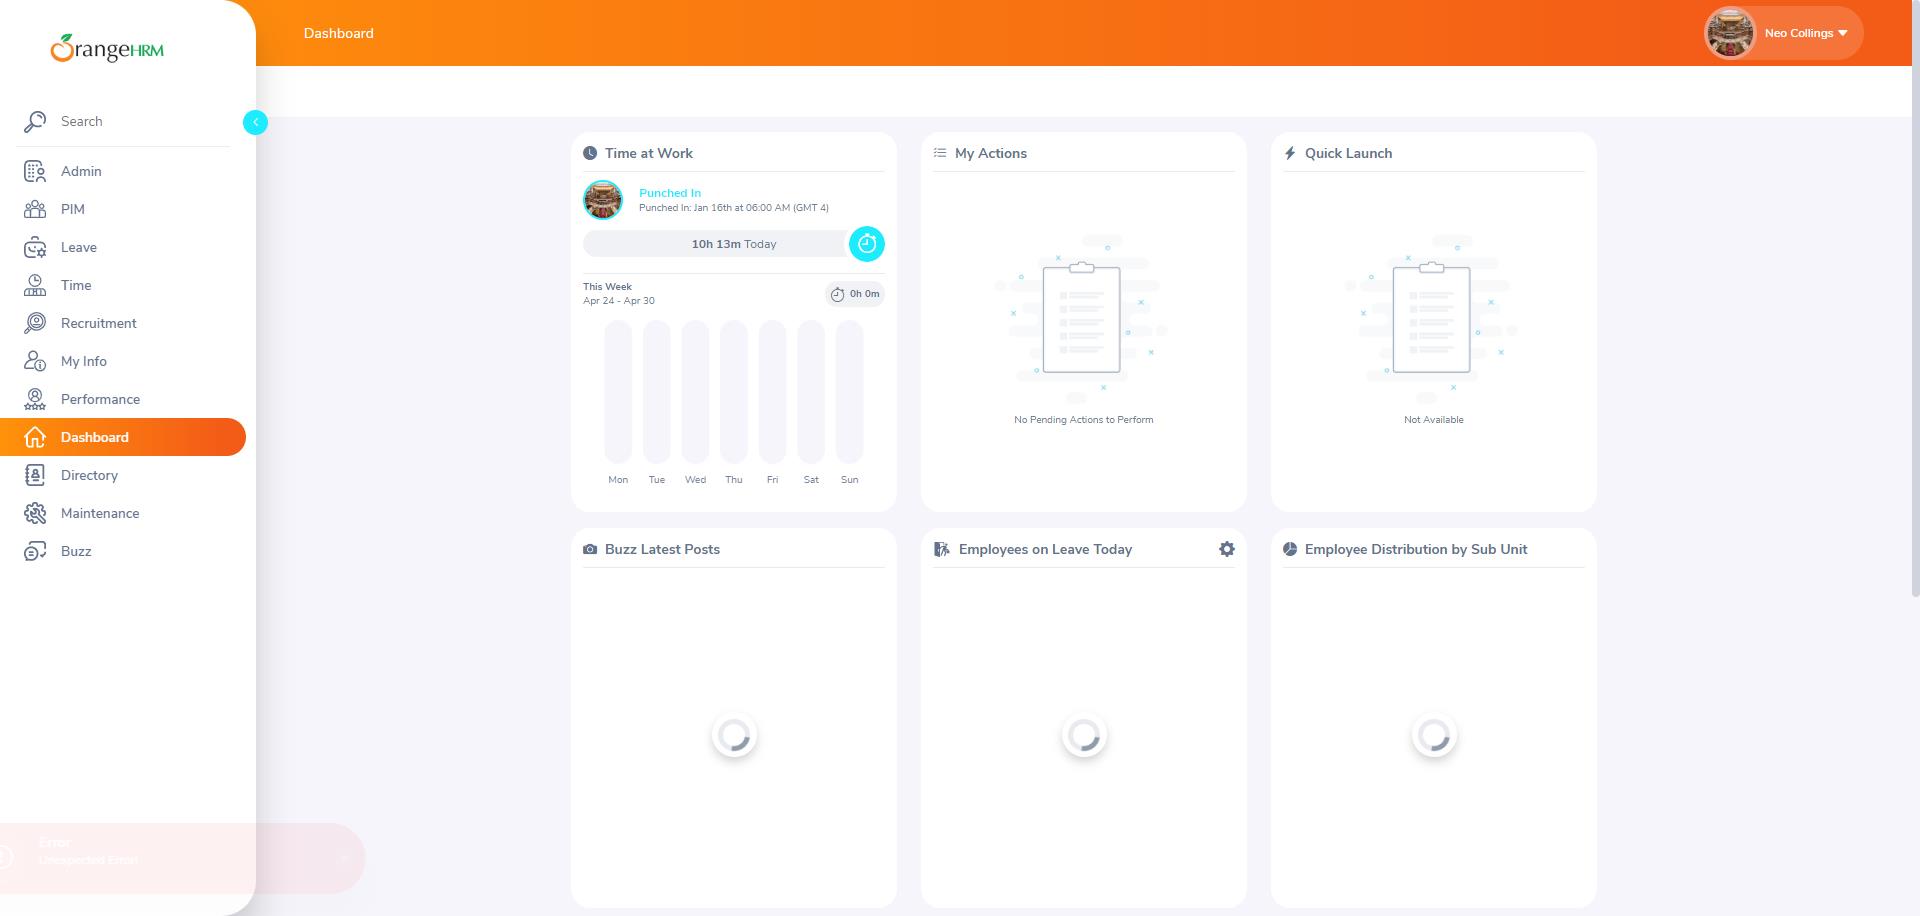 OrangeHRM
Dashboard
Neo Collings
Search
Admin
PIM
Leave
Time
Recruitment
My Info
Performance
Dashboard
Directory
Maintenance
Buzz
Time at Work
Punched In
Punched In: Jan 16th at 06:00 AM (GMT 4)
10h 13m Today
This Week
Apr 24 - Apr 30
0h 0m
Mon Tue Wed Thu Fri Sat Sun
My Actions
No Pending Actions to Perform
Quick Launch
Not Available
Buzz Latest Posts
Employees on Leave Today
Employee Distribution by Sub Unit
Error
Unexpected Error!